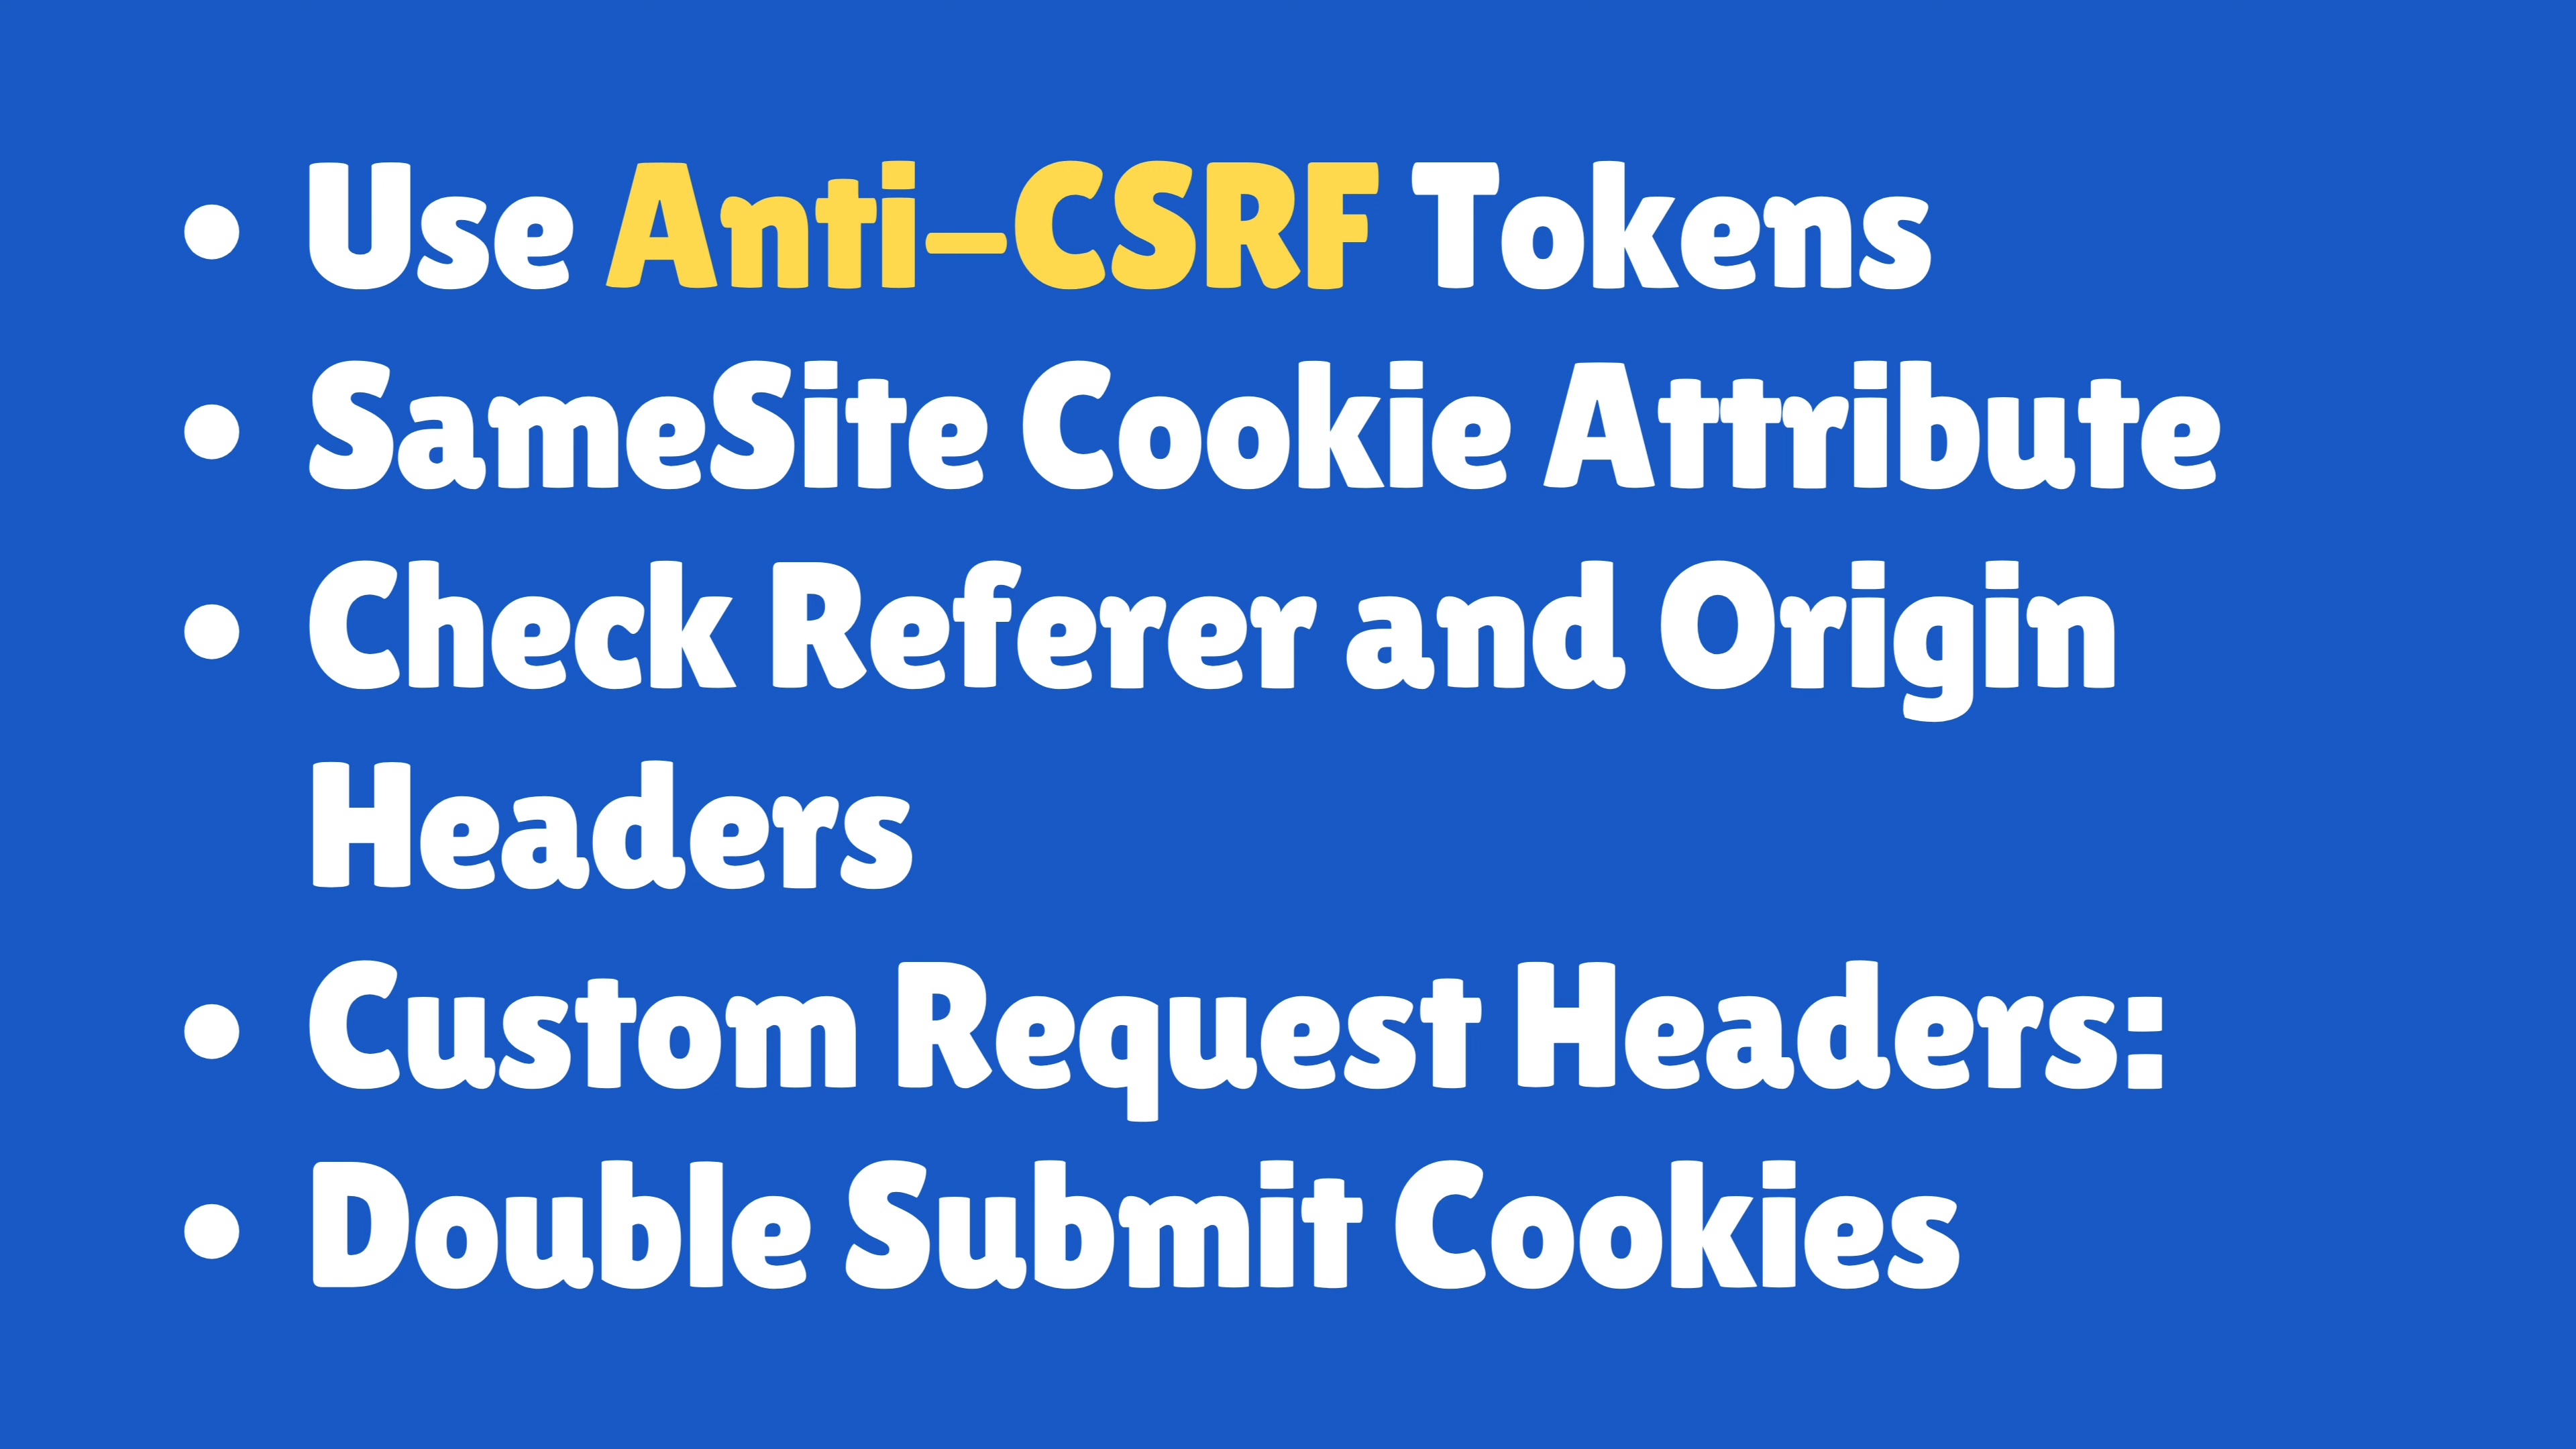 • Use Anti–CSRF Tokens
• SameSite Cookie Attribute
• Check Referer and Origin
Headers
• Custom Request Headers:
• Double Submit Cookies